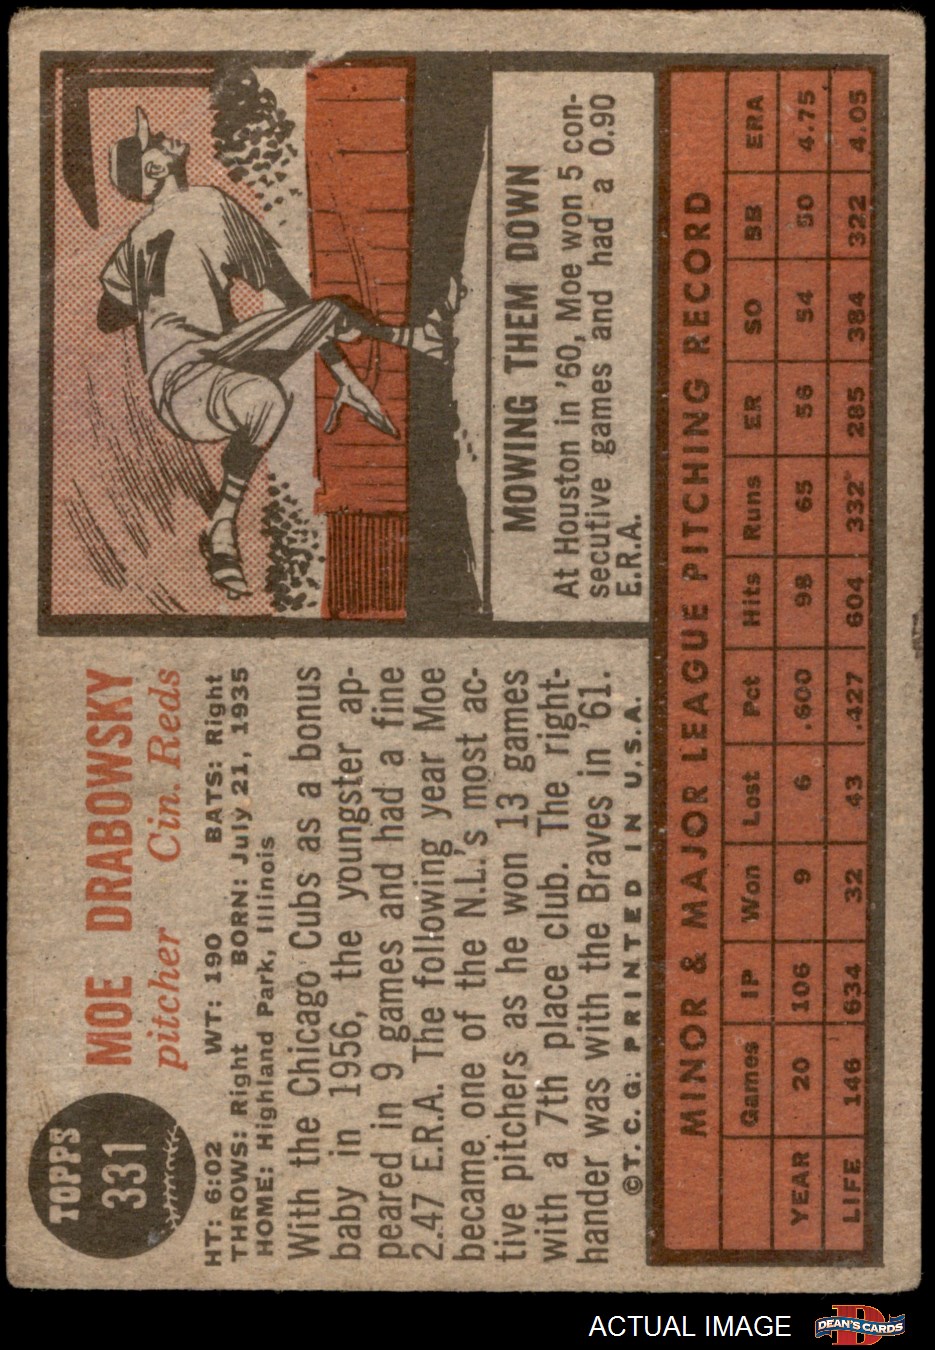 TOPPS
331
MOE DRABOWSKY
pitcher Cin. Reds
HT: 6:02 WT: 190 BATS: Right
THROWS: Right BORN: July 21, 1935
HOME: Highland Park, Illinois
With the Chicago Cubs as a bonus
baby in 1956, the youngster ap-
peared in 9 games and had a fine
2.47 E.R.A. The following year Moe
became one of the N.L.'s most ac-
tive pitchers as he won 13 games
with a 7th place club. The right-
hander was with the Braves in '61.
©T. C. G: PRINTED IN U.S.A.
MOWING THEM DOWN
At Houston in '60, Moe won 5 con-
secutive games and had a 0.90
E.R.A.
MINOR & MAJOR LEAGUE PITCHING RECORD
Games IP Won Lost Pct Hits Runs ER SO BB ERA
YEAR 20 106 9 6 .600 98 65 56 54 50 4.75
LIFE 146 634 32 43 .427 604 332 285 384 322 4.05
ACTUAL IMAGE
DEAN'S CARDS